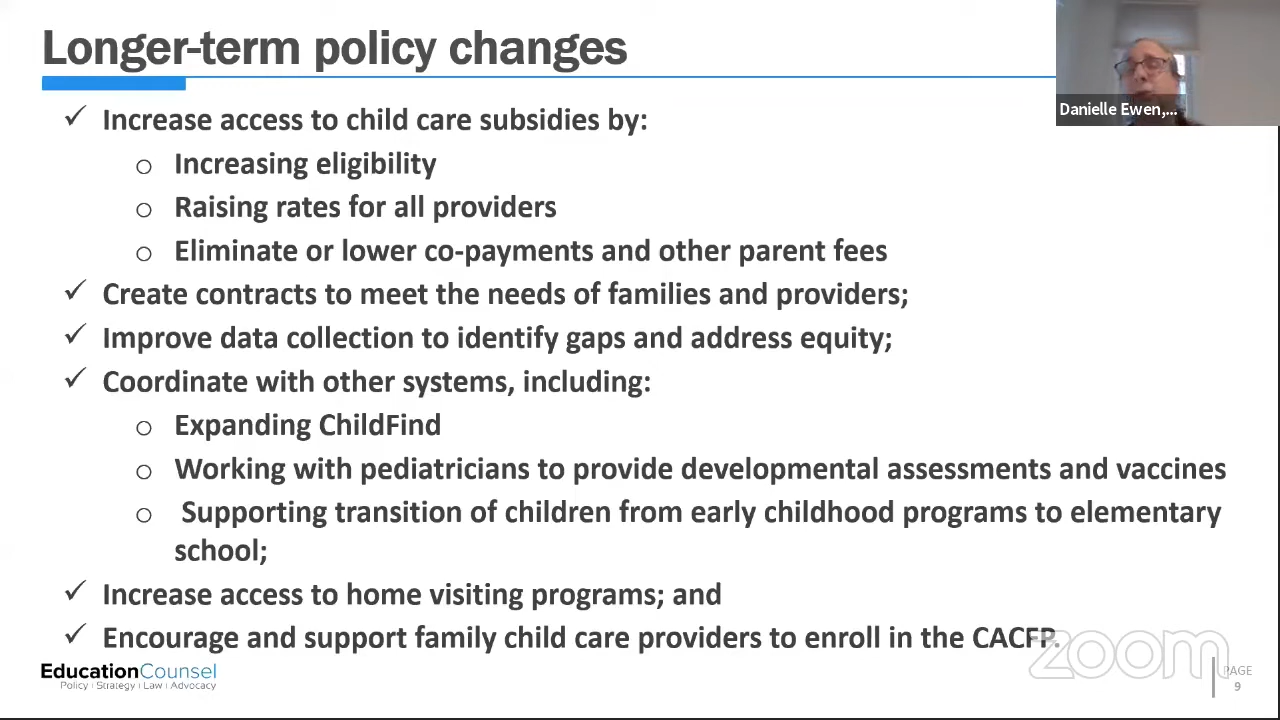 Longer-term policy changes
Danielle Ewen,...
✓ Increase access to child care subsidies by:
o Increasing eligibility
o Raising rates for all providers
o Eliminate or lower co-payments and other parent fees
✓ Create contracts to meet the needs of families and providers;
✓ Improve data collection to identify gaps and address equity;
✓ Coordinate with other systems, including:
o Expanding ChildFind
o Working with pediatricians to provide developmental assessments and vaccines
o Supporting transition of children from early childhood programs to elementary
school;
✓ Increase access to home visiting programs; and
✓ Encourage and support family child care providers to enroll in the CACFP.
zoom
EducationCounsel
Policy | Strategy | Law | Advocacy
PAGE
9